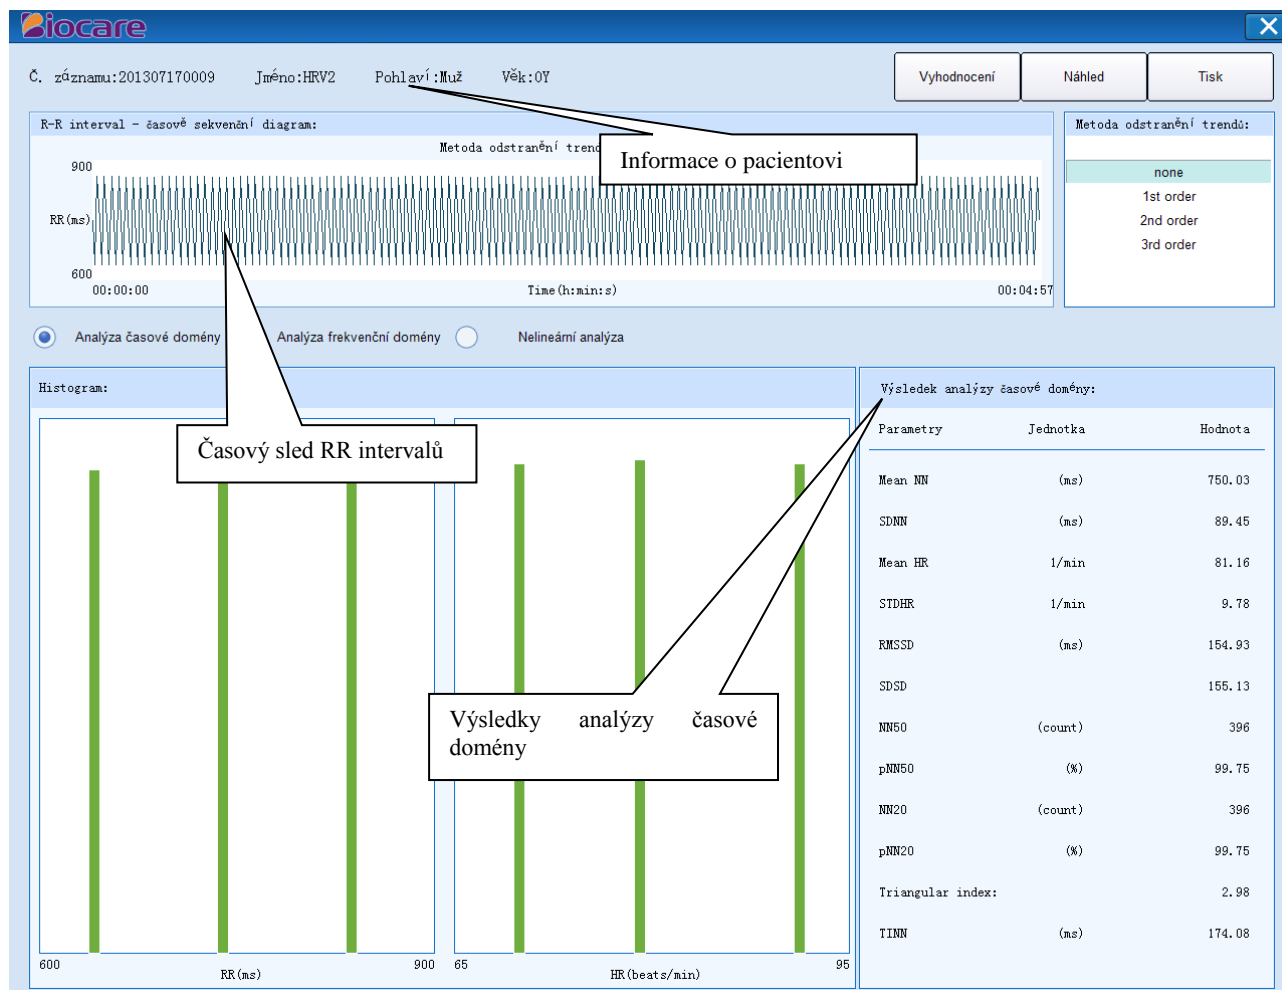 Biocare
Č. záznamu:201307170009 Jméno:HRV2 Pohlaví:Muž Věk:0Y
Vyhodnocení Náhled Tisk
R-R interval - časově sekvenční diagram:
Metoda odstranění trend
Informace o pacientovi
900
RR(ms)
600
00:00:00 Time(h:min:s) 00:04:57
Metoda odstranění trendů:
none
1st order
2nd order
3rd order
Analýza časové domény Analýza frekvenční domény Nelineární analýza
Histogram:
Časový sled RR intervalů
Výsledky analýzy časové
domény
600 RR(ms) 900
65 HR(beats/min) 95
Výsledek analýzy časové domény:
Parametry Jednotka Hodnota
Mean NN (ms) 750.03
SDNN (ms) 89.45
Mean HR 1/min 81.16
STDHR 1/min 9.78
RMSSD (ms) 154.93
SDSD 155.13
NN50 (count) 396
pNN50 (%) 99.75
NN20 (count) 396
pNN20 (%) 99.75
Triangular index: 2.98
TINN (ms) 174.08